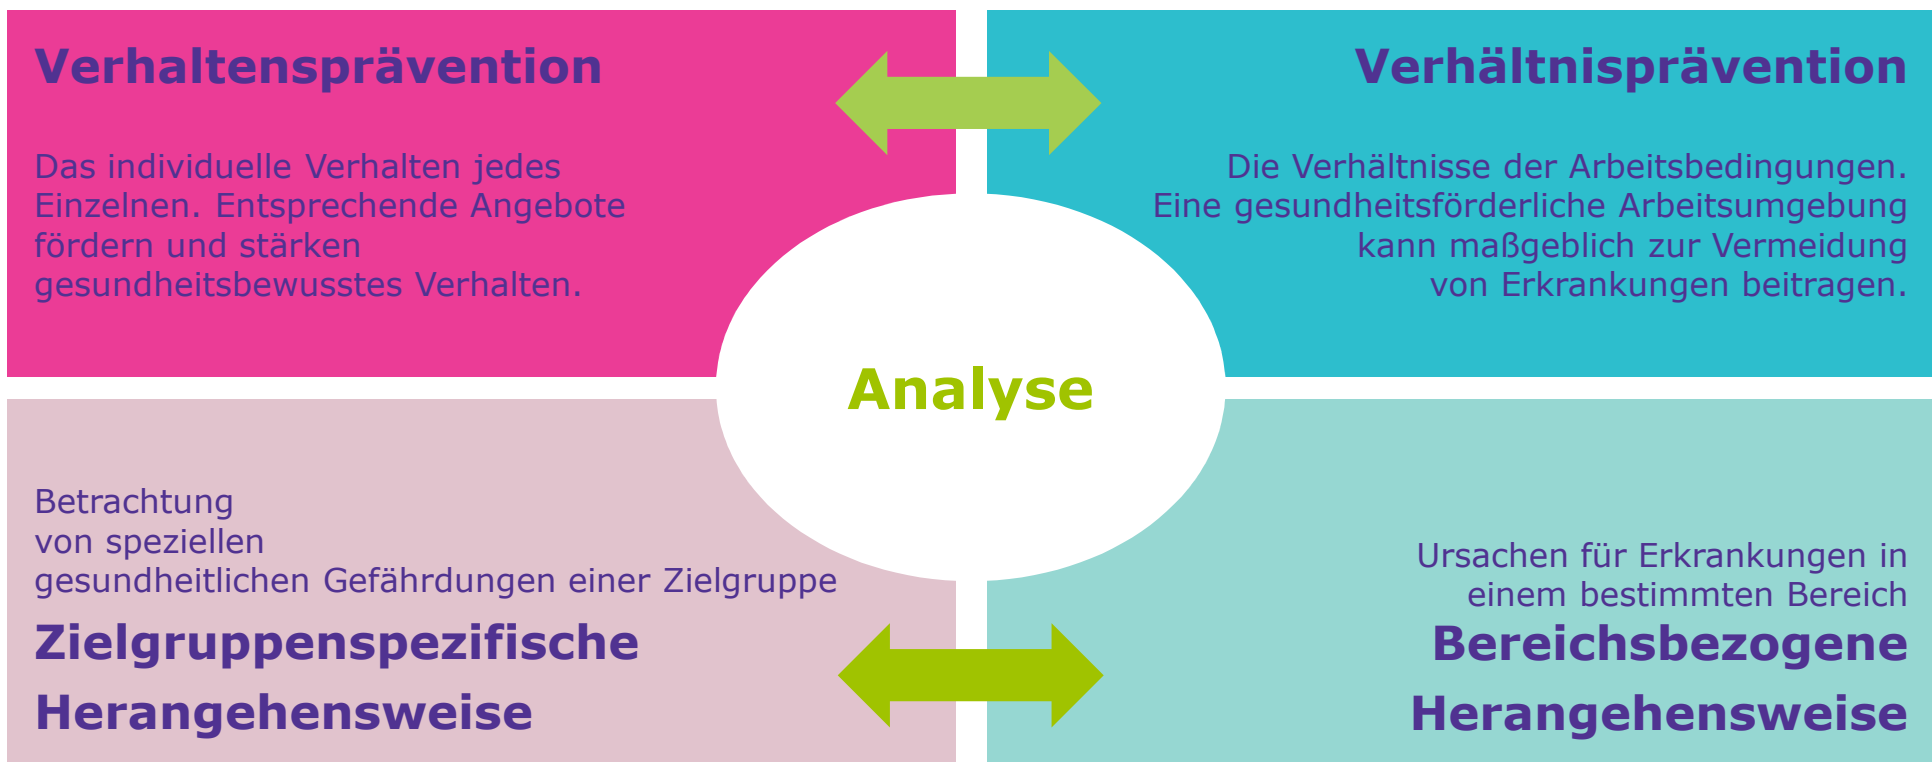 Verhaltensprävention
Das individuelle Verhalten jedes
Einzelnen. Entsprechende Angebote
fördern und stärken
gesundheitsbewusstes Verhalten.
Verhältnisprävention
Die Verhältnisse der Arbeitsbedingungen.
Eine gesundheitsförderliche Arbeitsumgebung
kann maßgeblich zur Vermeidung
von Erkrankungen beitragen.
Analyse
Betrachtung
von speziellen
gesundheitlichen Gefährdungen einer Zielgruppe
Zielgruppenspezifische
Herangehensweise
Ursachen für Erkrankungen in
einem bestimmten Bereich
Bereichsbezogene
Herangehensweise